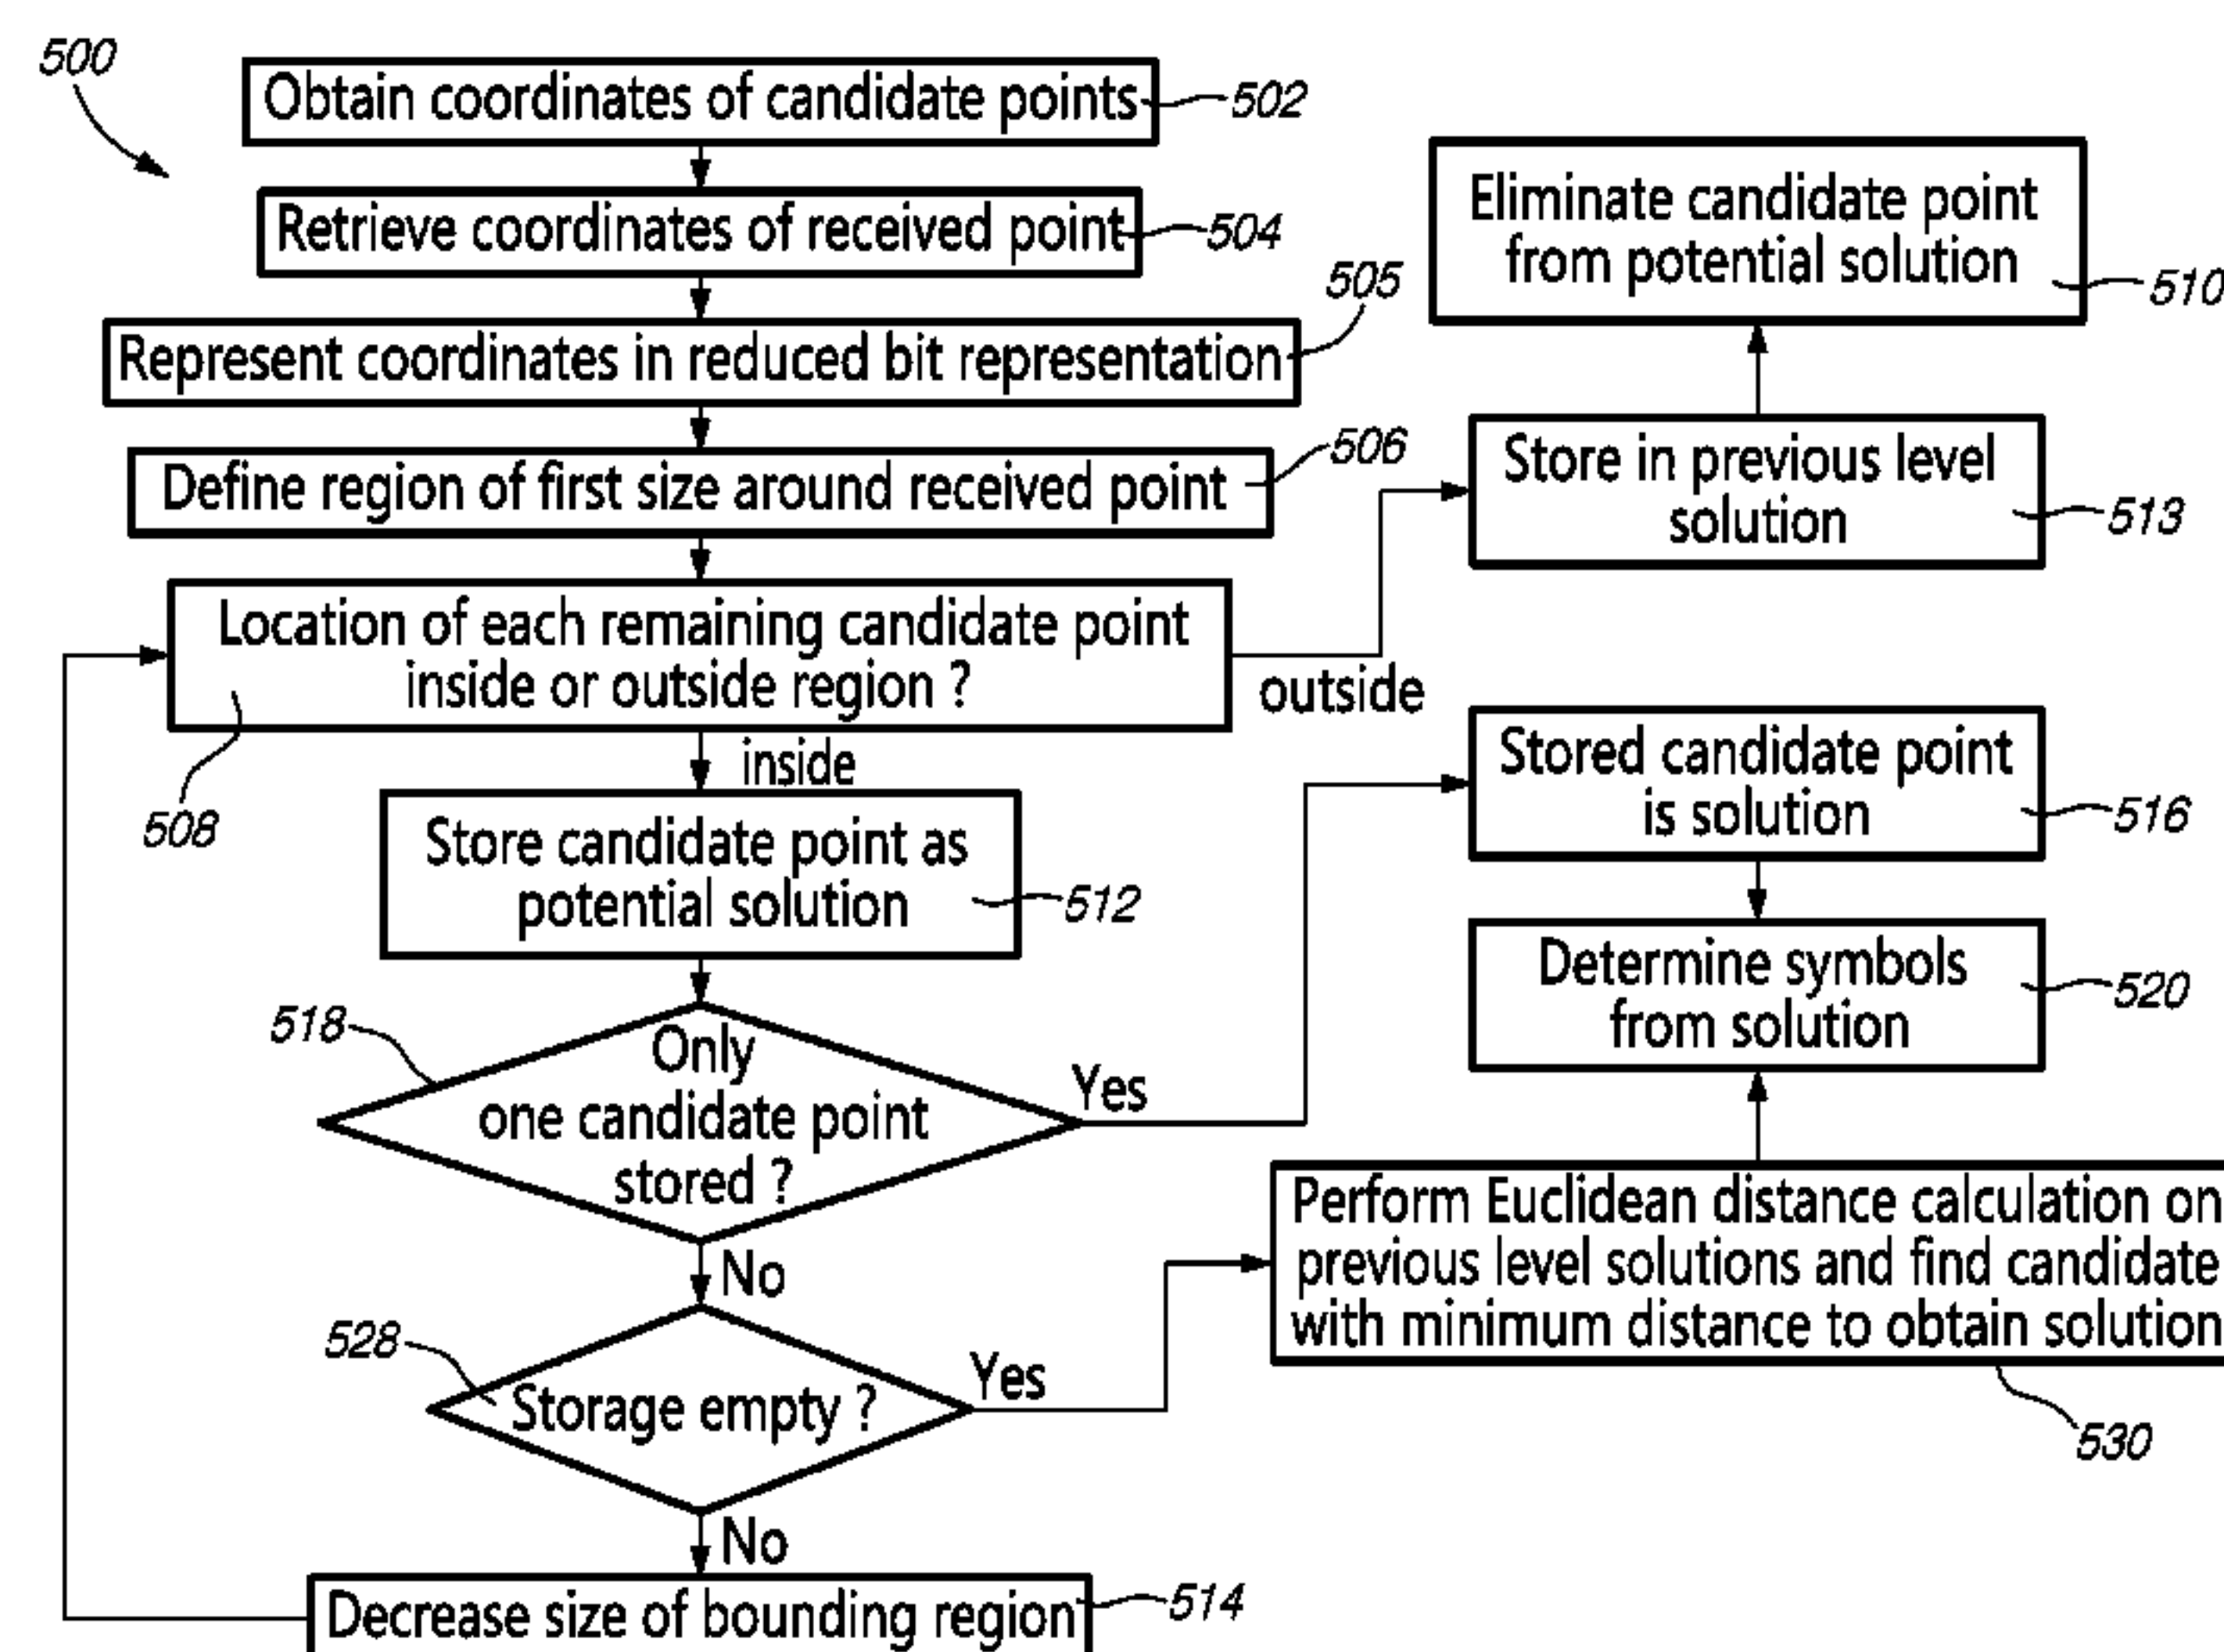 500
Obtain coordinates of candidate points
502
Retrieve coordinates of received point
504
Represent coordinates in reduced bit representation
505
Define region of first size around received point
506
Location of each remaining candidate point
inside or outside region ?
508
outside
inside
Eliminate candidate point
from potential solution
510
Store in previous level
solution
513
Store candidate point as
potential solution
512
Stored candidate point
is solution
516
Determine symbols
from solution
520
518
Only
one candidate point
stored ?
Yes
No
528
Storage empty ?
Yes
No
Perform Euclidean distance calculation on
previous level solutions and find candidate
with minimum distance to obtain solution
530
Decrease size of bounding region
514